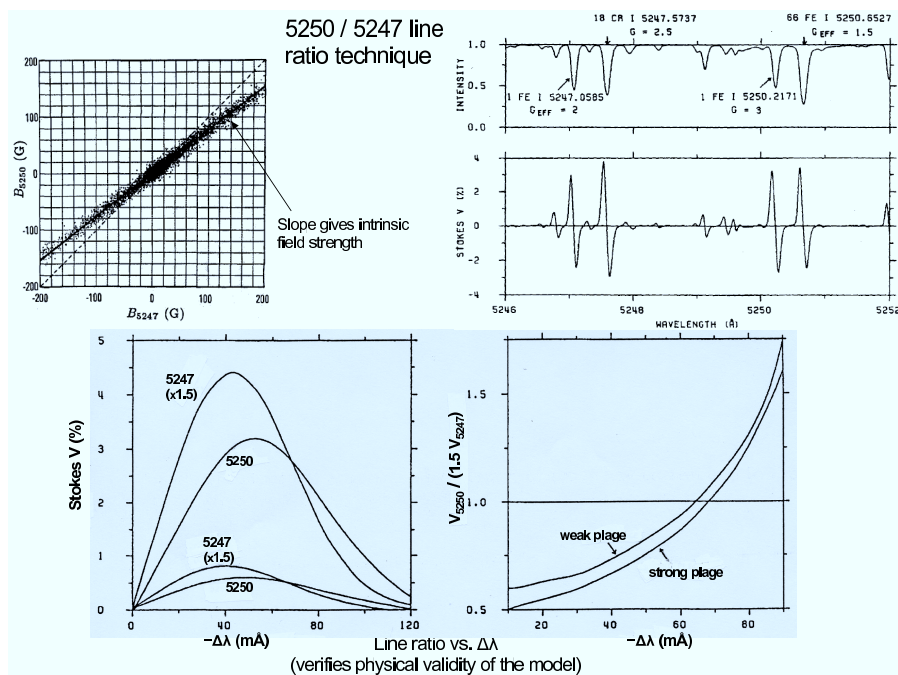 5250 / 5247 line
ratio technique
200
100
0
-100
-200
-200 -100 0 100 200
B5250 (G)
B5247 (G)
Slope gives intrinsic
field strength
18 CR I 5247.5737
G = 2.5
66 FE I 5250.6527
GEFF = 1.5
1.0
0.5
0.0
INTENSITY
1 FE I 5247.0585
GEFF = 2
1 FE I 5250.2171
G = 3
4
2
0
-2
-4
STOKES V (%)
5246 5248 5250 5252
WAVELENGTH (Å)
5
4
3
2
1
0
Stokes V (%)
5247
(x1.5)
5250
5247
(x1.5)
5250
0 40 80 120
-Δλ (mÅ)
1.5
1.0
0.5
V5250 / (1.5 V5247)
weak plage
strong plage
20 40 60 80
-Δλ (mÅ)
Line ratio vs. Δλ
(verifies physical validity of the model)